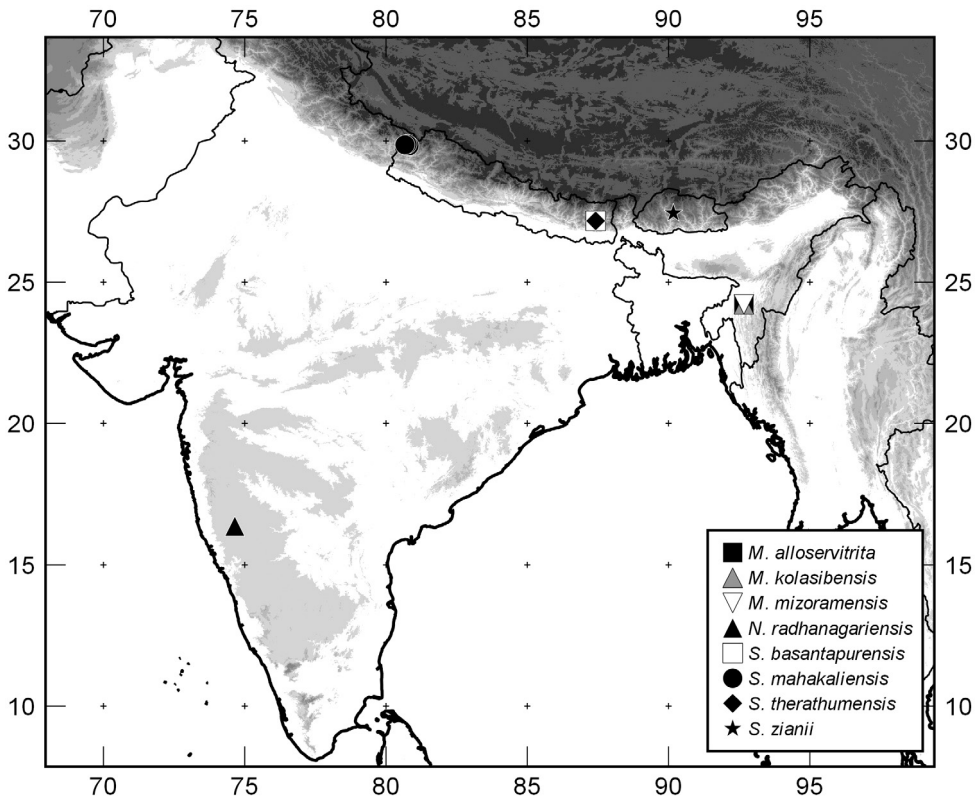 70 75 80 85 90 95
30 30
25 25
20 20
15 15
10 10
M. alloservitrita
M. kolasibensis
M. mizoramensis
N. radhanagariensis
S. basantapurensis
S. mahakaliensis
S. therathumensis
S. zianii
70 75 80 85 90 95